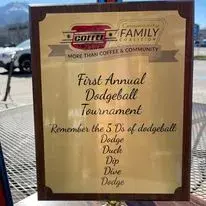 COFFEE
Community
FAMILY
COALITION
MORE THAN COFFEE & COMMUNITY
First Annual
Dodgeball
Tournament
Remember the 5 D's of dodgeball:
Dodge
Duck
Dip
Dive
Dodge